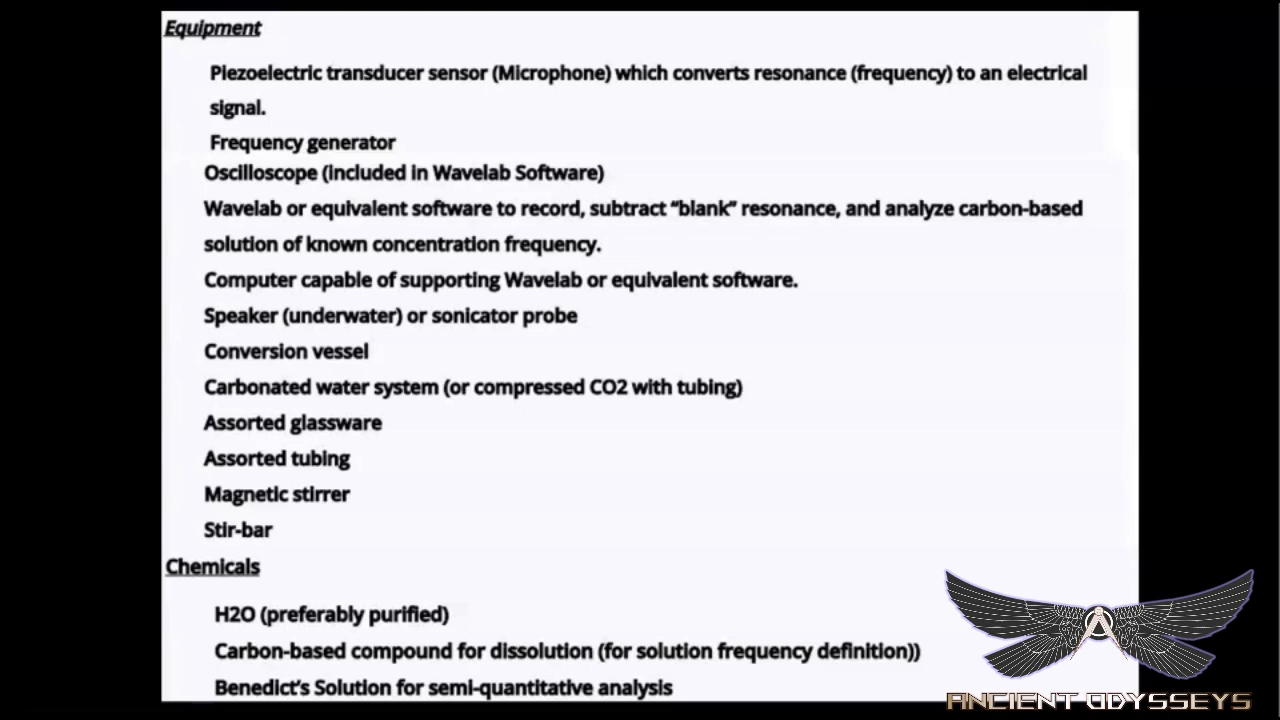 Equipment
Piezoelectric transducer sensor (Microphone) which converts resonance (frequency) to an electrical
signal.
Frequency generator
Oscilloscope (included in Wavelab Software)
Wavelab or equivalent software to record, subtract “blank” resonance, and analyze carbon-based
solution of known concentration frequency.
Computer capable of supporting Wavelab or equivalent software.
Speaker (underwater) or sonicator probe
Conversion vessel
Carbonated water system (or compressed CO2 with tubing)
Assorted glassware
Assorted tubing
Magnetic stirrer
Stir-bar
Chemicals
H2O (preferably purified)
Carbon-based compound for dissolution (for solution frequency definition))
Benedict’s Solution for semi-quantitative analysis
ANCIENT ODYSSEYS